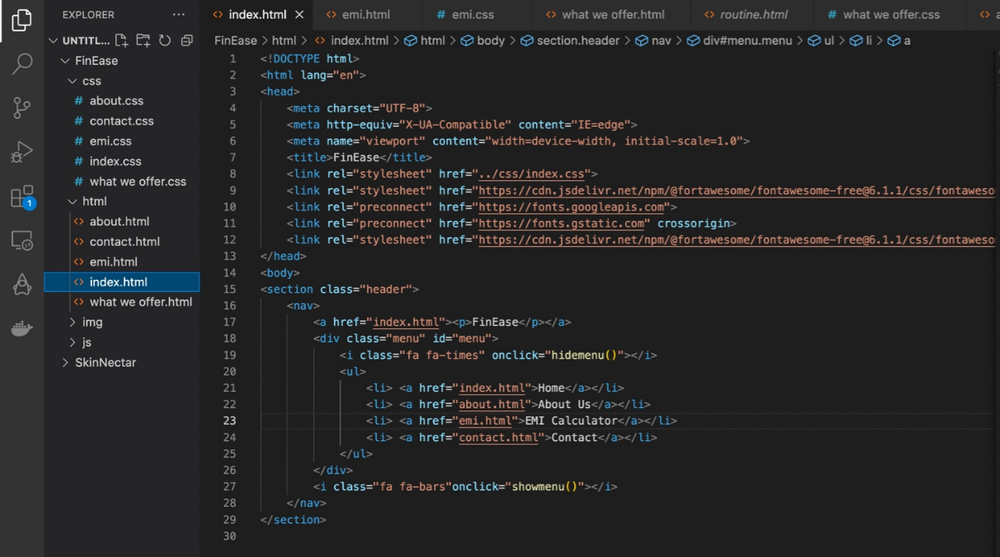 EXPLORER ...
index.html emi.html emi.css what we offer.html routine.html what we offer.css
UNTITL...
FinEase > html > index.html > html > body > section.header > nav > div#menu.menu > ul > li > a
FinEase
css
about.css
contact.css
emi.css
index.css
what we offer.css
html
about.html
contact.html
emi.html
index.html
what we offer.html
img
js
SkinNectar
1
1 <!DOCTYPE html>
2 <html lang="en">
3 <head>
4 <meta charset="UTF-8">
5 <meta http-equiv="X-UA-Compatible" content="IE=edge">
6 <meta name="viewport" content="width=device-width, initial-scale=1.0">
7 <title>FinEase</title>
8 <link rel="stylesheet" href="../css/index.css">
9 <link rel="stylesheet" href="https://cdn.jsdelivr.net/npm/@fortawesome/fontawesome-free@6.1.1/css/fontaweso
10 <link rel="preconnect" href="https://fonts.googleapis.com">
11 <link rel="preconnect" href="https://fonts.gstatic.com" crossorigin>
12 <link rel="stylesheet" href="https://cdn.jsdelivr.net/npm/@fortawesome/fontawesome-free@6.1.1/css/fontaweso
13 </head>
14 <body>
15 <section class="header">
16 <nav>
17 <a href="index.html"><p>FinEase</p></a>
18 <div class="menu" id="menu">
19 <i class="fa fa-times" onclick="hidemenu()"></i>
20 <ul>
21 <li> <a href="index.html">Home</a></li>
22 <li> <a href="about.html">About Us</a></li>
23 <li> <a href="emi.html">EMI Calculator</a></li>
24 <li> <a href="contact.html">Contact</a></li>
25 </ul>
26 </div>
27 <i class="fa fa-bars"onclick="showmenu()"></i>
28 </nav>
29 </section>
30